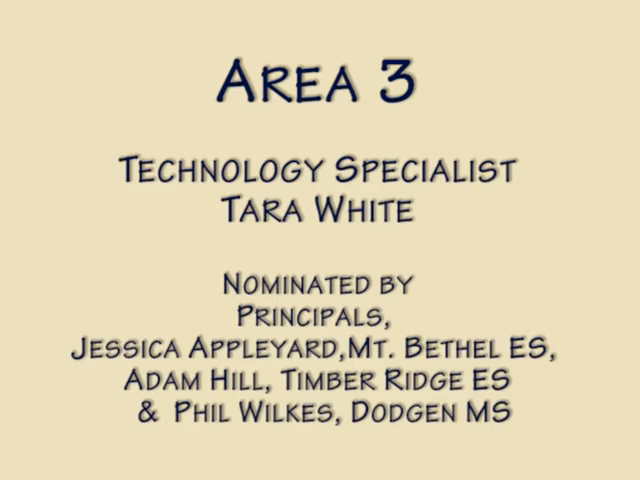 AREA 3
TECHNOLOGY SPECIALIST
TARA WHITE
NOMINATED BY
PRINCIPALS,
JESSICA APPLEYARD,MT. BETHEL ES,
ADAM HILL, TIMBER RIDGE ES
& PHIL WILKES, DODGEN MS